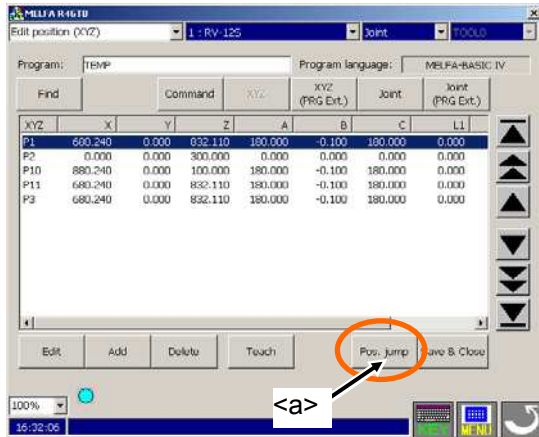 MELFA R46TB
Edit position (XYZ) 1 : RV-12S Joint TOOL0
Program: TEMP Program language: MELFA-BASIC IV
Find Command XYZ XYZ (PRG Ext.) Joint Joint (PRG Ext.)
XYZ X Y Z A B C L1
P1 680.240 0.000 832.110 180.000 -0.100 180.000 0.000
P2 0.000 0.000 300.000 0.000 0.000 0.000 0.000
P10 880.240 0.000 100.000 180.000 -0.100 180.000 0.000
P11 680.240 0.000 832.110 180.000 -0.100 180.000 0.000
P3 680.240 0.000 832.110 180.000 -0.100 180.000 0.000
Edit Add Delete Teach Pos. jump Save & Close
<a>
100%
16:32:06 KEY MENU